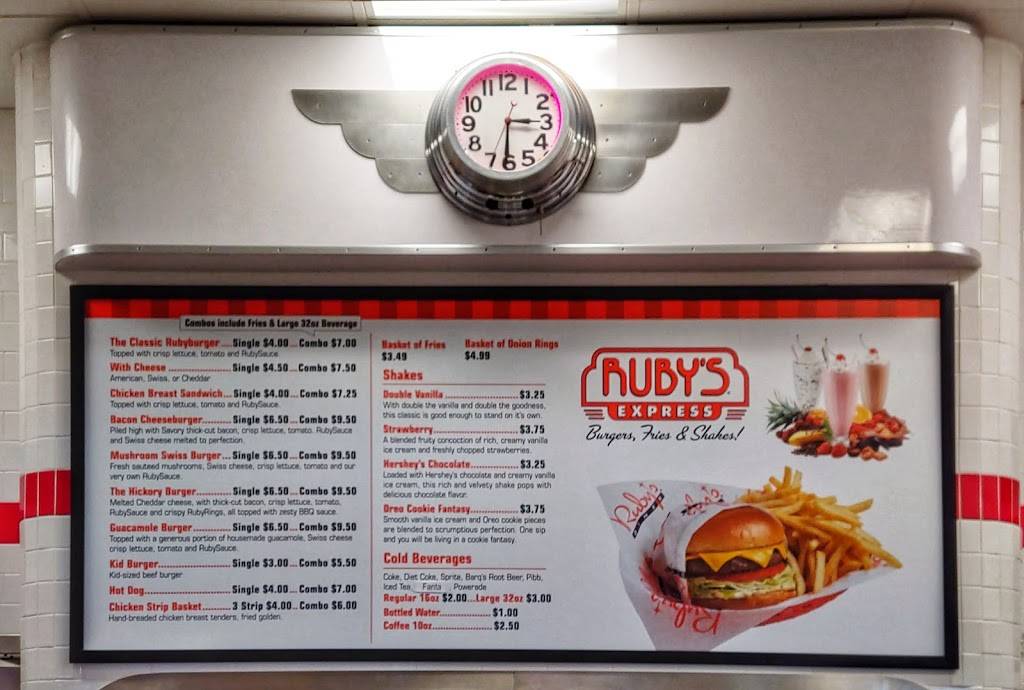 12
1
2
3
4
5
6
7
8
9
10
11
Combos include Fries & Large 32oz Beverage
The Classic Rubyburger....Single $4.00...Combo $7.00
Topped with crisp lettuce, tomato and RubySauce.
With Cheese..............Single $4.50...Combo $7.50
American, Swiss, or Cheddar
Chicken Breast Sandwich...Single $4.00...Combo $7.25
Topped with crisp lettuce, tomato and RubySauce.
Bacon Cheeseburger........Single $6.50...Combo $9.50
Piled high with Savory thick-cut bacon, crisp lettuce, tomato, RubySauce
and Swiss cheese melted to perfection.
Mushroom Swiss Burger...Single $6.50...Combo $9.50
Fresh sauteed mushrooms, Swiss cheese, crisp lettuce, tomato and our
very own RubySauce.
The Hickory Burger..........Single $6.50...Combo $9.50
Melted Cheddar cheese, with thick-cut bacon, crisp lettuce, tomato,
RubySauce and crispy RubyRings, all topped with zesty BBQ sauce.
Guacamole Burger...........Single $6.50...Combo $9.50
Topped with a generous portion of housemade guacamole, Swiss cheese
crisp lettuce, tomato and RubySauce.
Kid Burger....................Single $3.00...Combo $5.50
Kid-sized beef burger
Hot Dog.......................Single $4.00...Combo $7.00
Chicken Strip Basket.........3 Strip $4.00...Combo $6.00
Hand-breaded chicken breast tenders, fried golden.
Basket of Fries
$3.49
Basket of Onion Rings
$4.99
Shakes
Double Vanilla...................$3.25
With double the vanilla and double the goodness,
this classic is good enough to stand on it's own.
Strawberry......................$3.75
A blended fruity concoction of rich, creamy vanilla
ice cream and freshly chopped strawberries.
Hershey's Chocolate............$3.25
Loaded with Hershey's chocolate and creamy vanilla
ice cream, this rich and velvety shake pops with
delicious chocolate flavor.
Oreo Cookie Fantasy............$3.75
Smooth vanilla ice cream and Oreo cookie pieces
are blended to scrumptious perfection. One sip
and you will be living in a cookie fantasy.
Cold Beverages
Coke, Diet Coke, Sprite, Barq's Root Beer, Pibb,
Iced Tea, Fanta, Powerade
Regular 16oz $2.00...Large 32oz $3.00
Bottled Water..............$1.00
Coffee 10oz................$2.50
RUBY'S
EXPRESS
Burgers, Fries & Shakes!
Ruby's
DINER
Ruby's
Ruby's